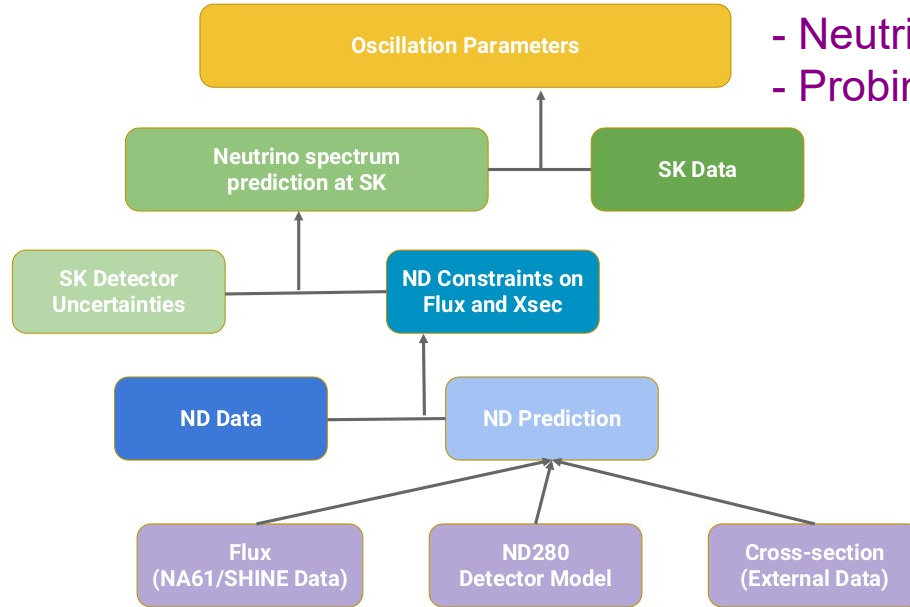 Oscillation Parameters
- Neutri
- Probin
Neutrino spectrum
prediction at SK
SK Data
SK Detector
Uncertainties
ND Constraints on
Flux and Xsec
ND Data
ND Prediction
Flux
(NA61/SHINE Data)
ND280
Detector Model
Cross-section
(External Data)